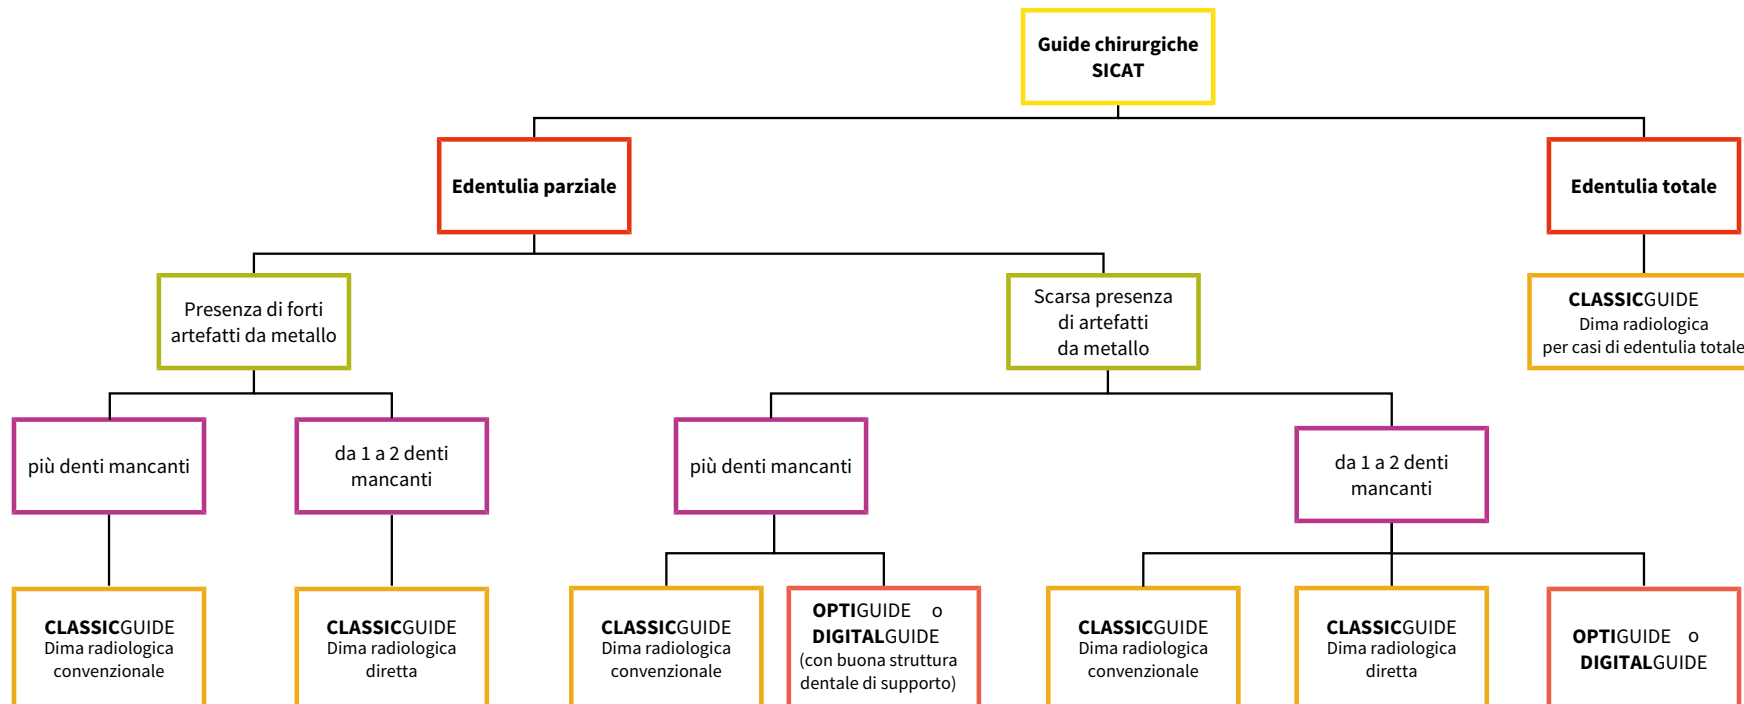 Guide chirurgiche
SICAT
Edentulia parziale
Edentulia totale
Presenza di forti
artefatti da metallo
Scarsa presenza
di artefatti
da metallo
CLASSICGUIDE
Dima radiologica
per casi di edentulia totale
più denti mancanti
da 1 a 2 denti
mancanti
più denti mancanti
da 1 a 2 denti
mancanti
CLASSICGUIDE
Dima radiologica
convenzionale
CLASSICGUIDE
Dima radiologica
diretta
CLASSICGUIDE
Dima radiologica
convenzionale
OPTIGUIDE o
DIGITALGUIDE
(con buona struttura
dentale di supporto)
CLASSICGUIDE
Dima radiologica
convenzionale
CLASSICGUIDE
Dima radiologica
diretta
OPTIGUIDE o
DIGITALGUIDE